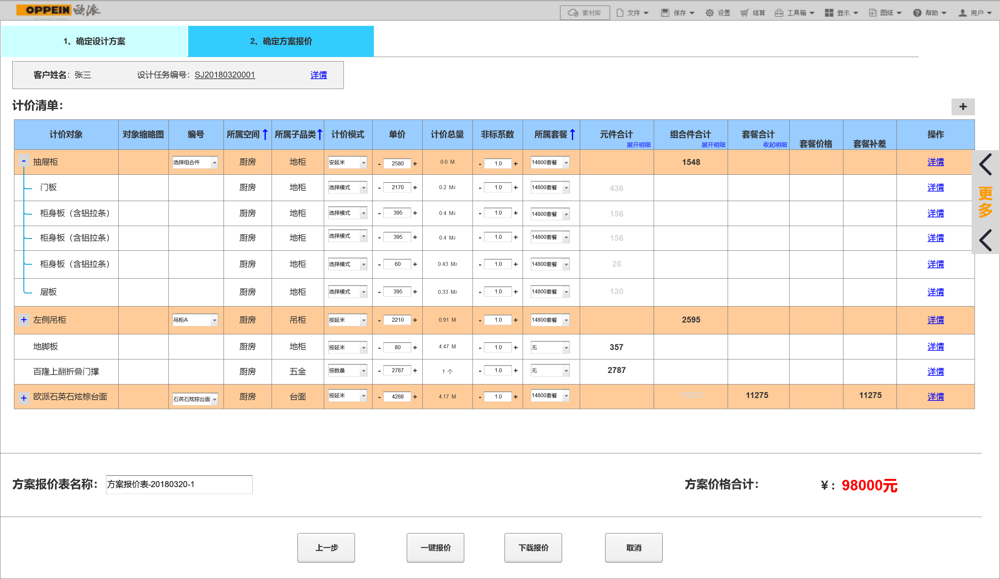 OPPEIN 欧派
素材库 文件 保存 设置 结算 工具箱 显示 图纸 帮助 用户
1、确定设计方案 2、确定方案报价
客户姓名：张三 设计任务编号：SJ20180320001 详情
计价清单：
+
计价对象 对象缩略图 编号 所属空间 所属子品类 计价模式 单价 计价总量 非标系数 所属套餐 元件合计 展开明细 组合件合计 展开明细 套餐合计 收起明细 套餐价格 套餐补差 操作
- 抽屉柜 选择组合件 厨房 地柜 安延米 - 2580 + 0.6 M - 1.0 + 14800套餐 1548 详情
门板 厨房 地柜 选择模式 - 2170 + 0.2 M2 - 1.0 + 14800套餐 436 详情
柜身板（含铝拉条） 厨房 地柜 选择模式 - 395 + 0.4 M2 - 1.0 + 14800套餐 156 详情
柜身板（含铝拉条） 厨房 地柜 选择模式 - 395 + 0.4 M2 - 1.0 + 14800套餐 156 详情
柜身板（含铝拉条） 厨房 地柜 选择模式 - 60 + 0.43 M2 - 1.0 + 14800套餐 26 详情
层板 厨房 地柜 选择模式 - 395 + 0.33 M2 - 1.0 + 14800套餐 130 详情
+ 左侧吊柜 吊柜A 厨房 吊柜 按延米 - 2210 + 0.91 M - 1.0 + 14800套餐 2595 详情
地脚板 厨房 地柜 按延米 - 80 + 4.47 M - 1.0 + 无 357 详情
百隆上翻折叠门撑 厨房 五金 按数量 - 2787 + 1 个 - 1.0 + 无 2787 详情
+ 欧派石英石炫棕台面 石英石炫棕台面 厨房 台面 按延米 - 4288 + 4.17 M - 1.0 + 14800套餐 11275 11275 详情
更多
方案报价表名称： 方案报价表-20180320-1 方案价格合计： ¥：98000元
上一步 一键报价 下载报价 取消